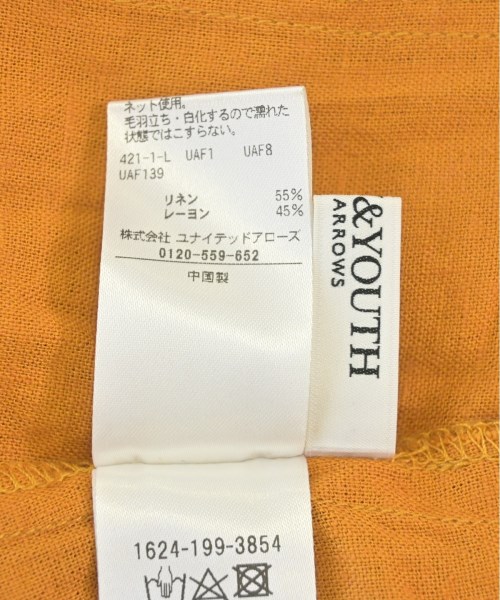 ネット使用。
毛羽立ち・白化するので濡れた
状態ではこすらない。
421-1-L UAF1 UAF8
UAF139
リネン 55%
レーヨン 45%
株式会社 ユナイテッドアローズ
0120-559-652
中国製
&YOUTH
ARROWS
1624-199-3854